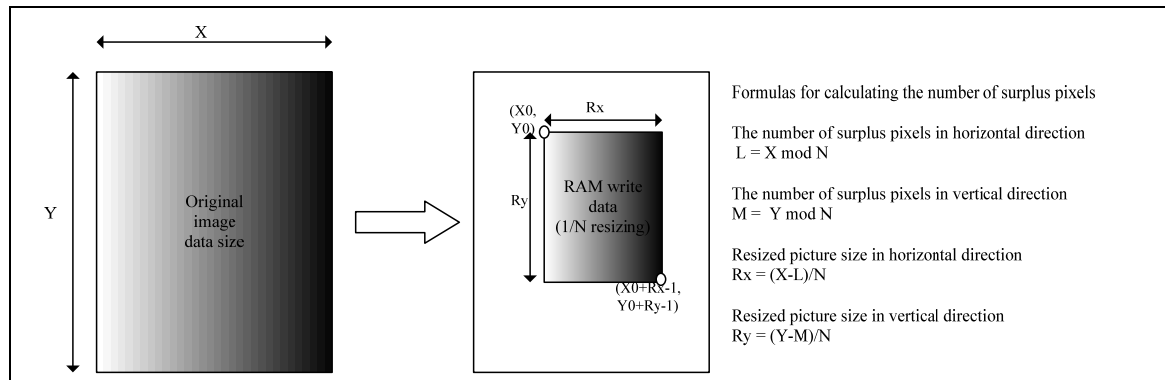 X
Y
Original
image
data size
(X0,
Y0)
Rx
Ry
RAM write
data
(1/N resizing)
(X0+Rx-1,
Y0+Ry-1)
Formulas for calculating the number of surplus pixels
The number of surplus pixels in horizontal direction
L = X mod N
The number of surplus pixels in vertical direction
M = Y mod N
Resized picture size in horizontal direction
Rx = (X-L)/N
Resized picture size in vertical direction
Ry = (Y-M)/N